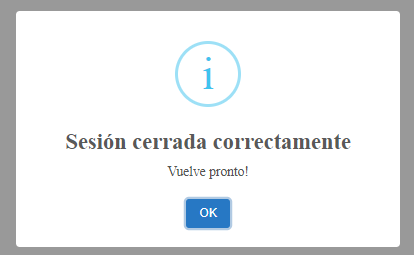 i
Sesión cerrada correctamente
Vuelve pronto!
OK